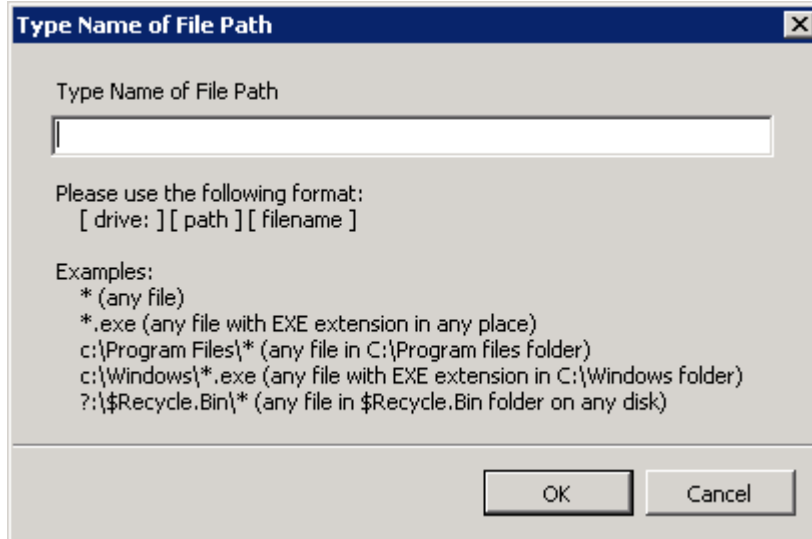 Type Name of File Path
Type Name of File Path
Please use the following format:
[ drive: ] [ path ] [ filename ]
Examples:
* (any file)
*.exe (any file with EXE extension in any place)
c:\Program Files\* (any file in C:\Program files folder)
c:\Windows\*.exe (any file with EXE extension in C:\Windows folder)
?:\$Recycle.Bin\* (any file in $Recycle.Bin folder on any disk)
OK
Cancel